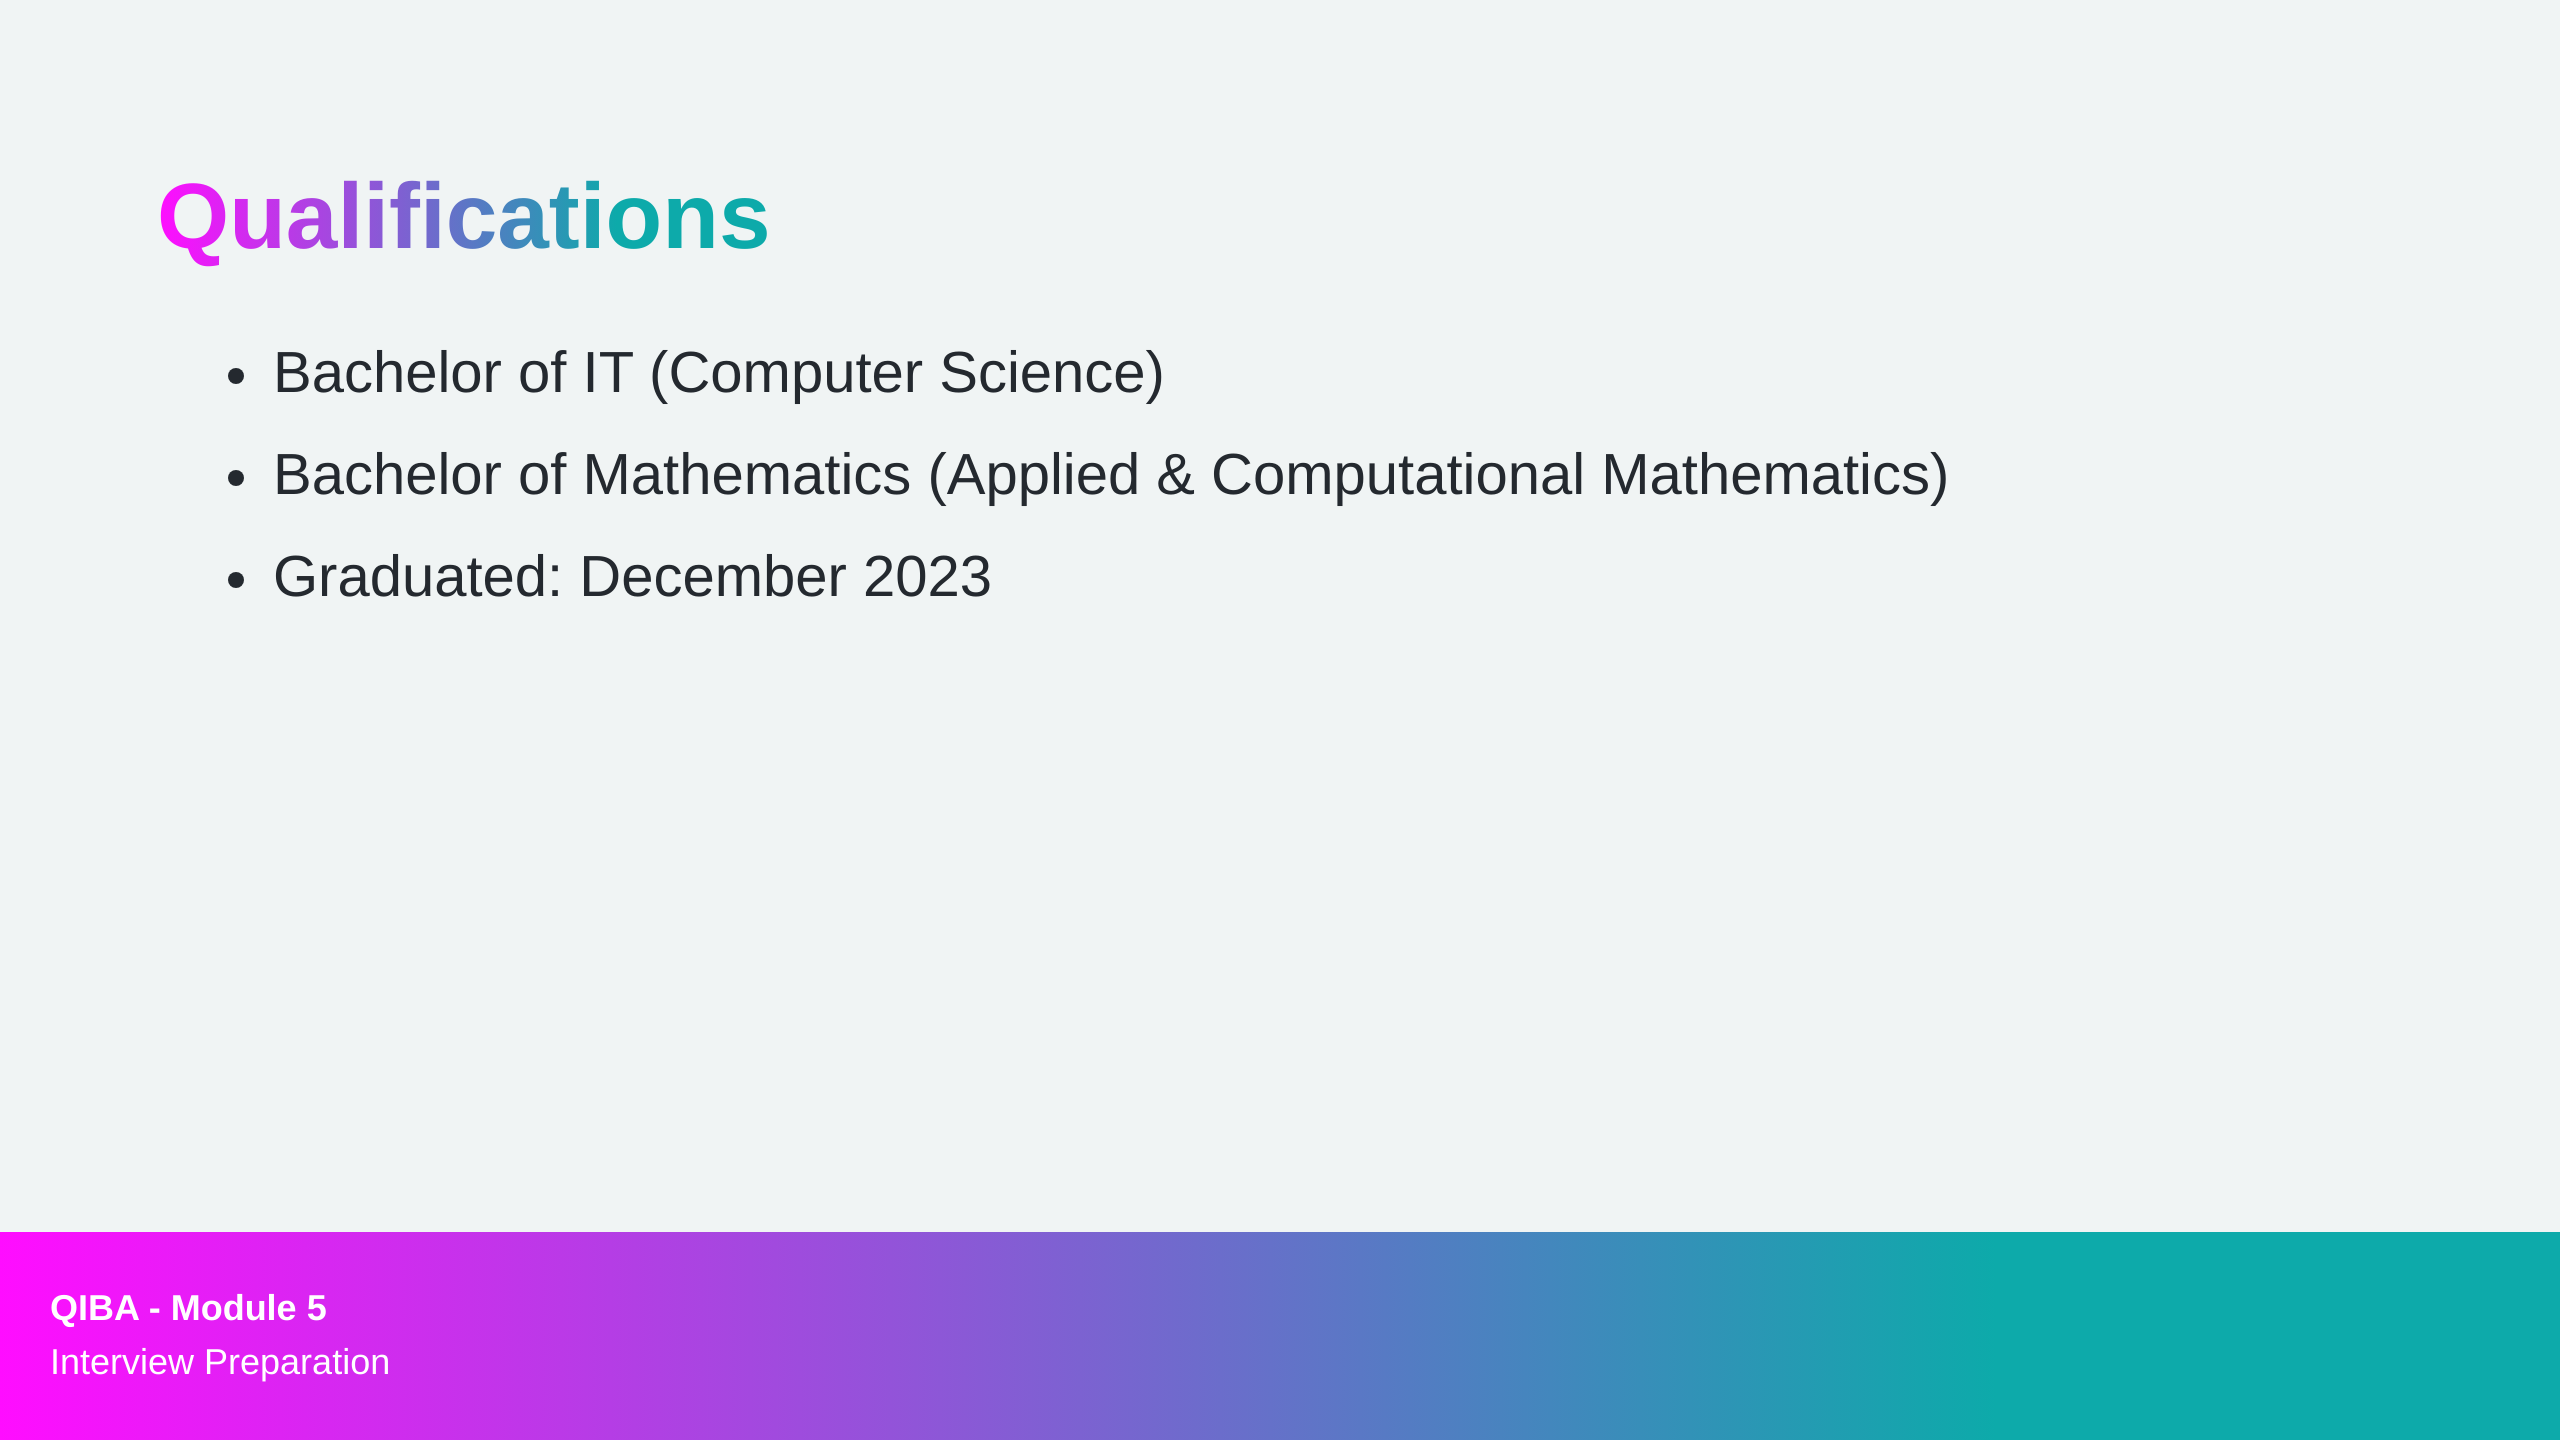 Qualifications
• Bachelor of IT (Computer Science)
• Bachelor of Mathematics (Applied & Computational Mathematics)
• Graduated: December 2023
QIBA - Module 5
Interview Preparation